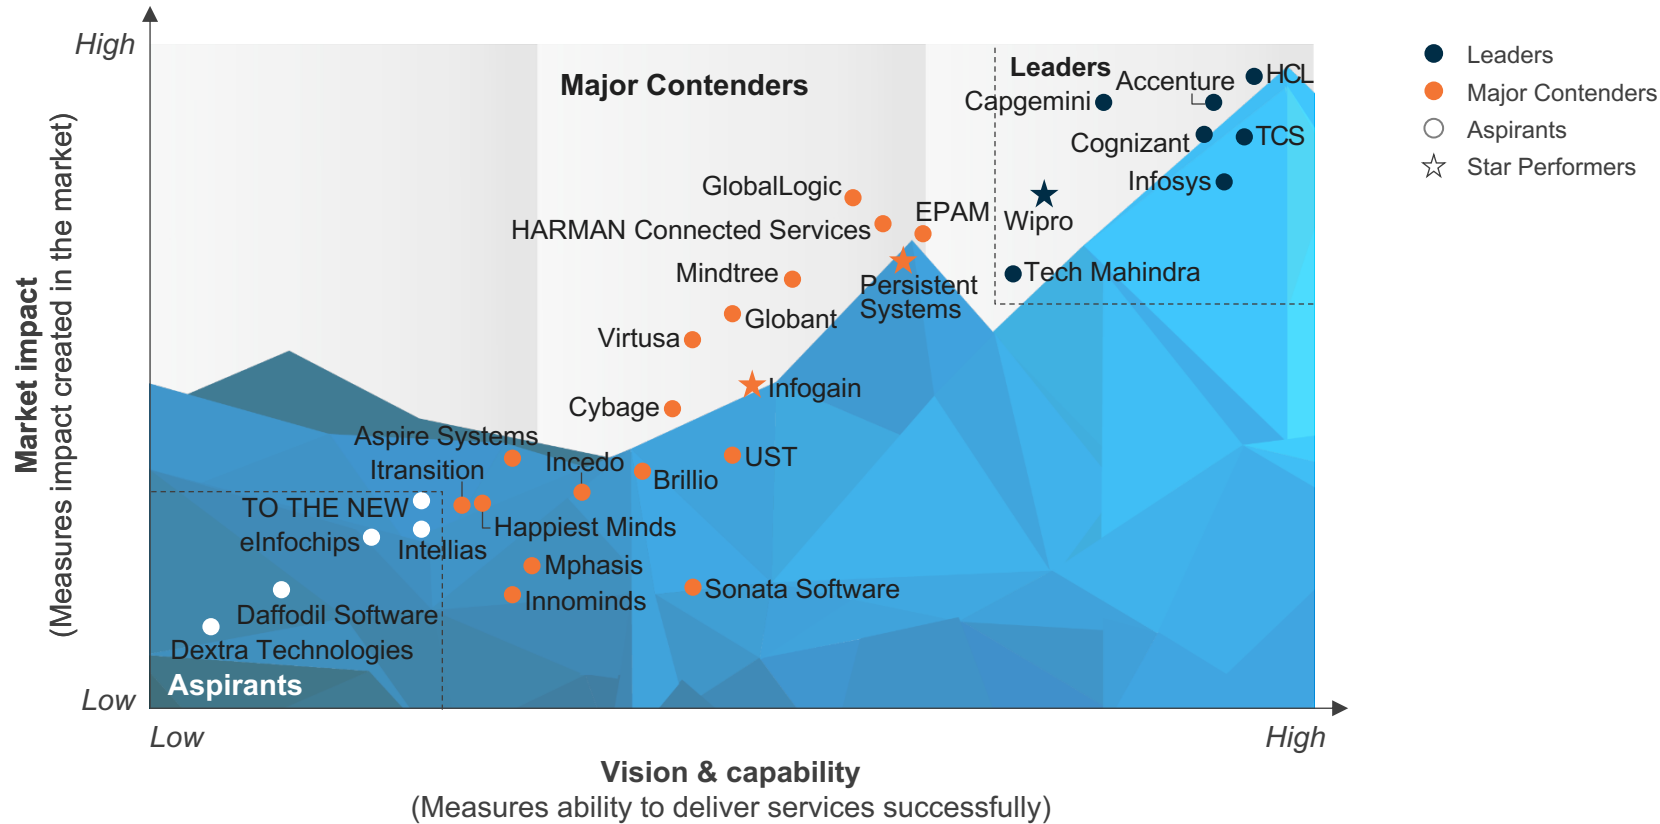 High
Major Contenders
Leaders
Accenture
HCL
Capgemini
Cognizant
TCS
Infosys
GlobalLogic
EPAM
Wipro
HARMAN Connected Services
Mindtree
Tech Mahindra
Persistent
Systems
Globant
Virtusa
Infogain
Cybage
Aspire Systems
UST
Itransition
Incedo
Brillio
TO THE NEW
Happiest Minds
eInfochips
Intellias
Mphasis
Sonata Software
Innominds
Daffodil Software
Dextra Technologies
Aspirants
Low
Low
High
Vision & capability
(Measures ability to deliver services successfully)
Market impact
(Measures impact created in the market)
Leaders
Major Contenders
Aspirants
Star Performers